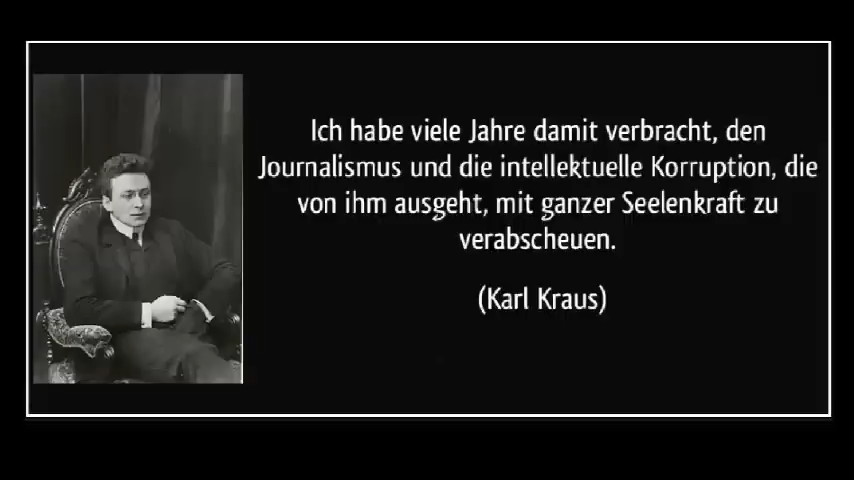 Ich habe viele Jahre damit verbracht, den
Journalismus und die intellektuelle Korruption, die
von ihm ausgeht, mit ganzer Seelenkraft zu
verabscheuen.
(Karl Kraus)